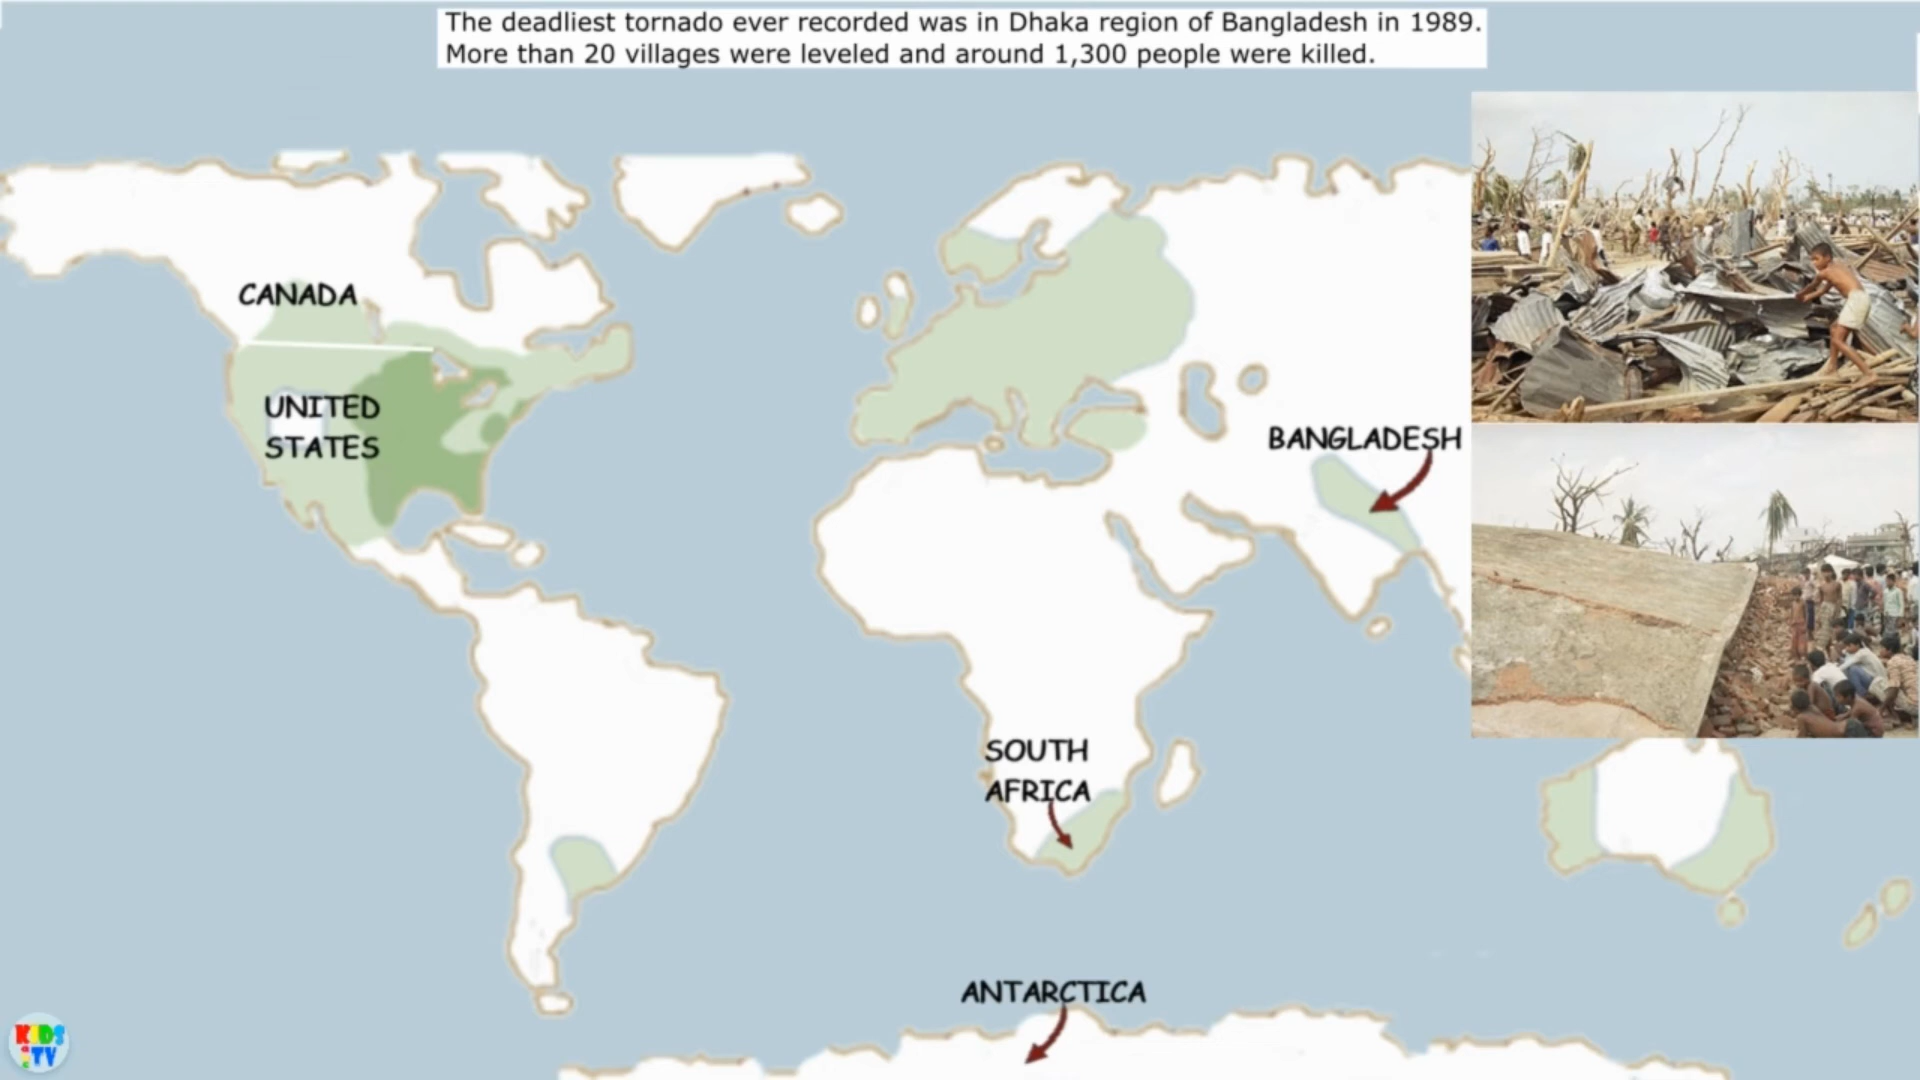 The deadliest tornado ever recorded was in Dhaka region of Bangladesh in 1989.
More than 20 villages were leveled and around 1,300 people were killed.
CANADA
UNITED
STATES
BANGLADESH
SOUTH
AFRICA
ANTARCTICA
KIDS
TV